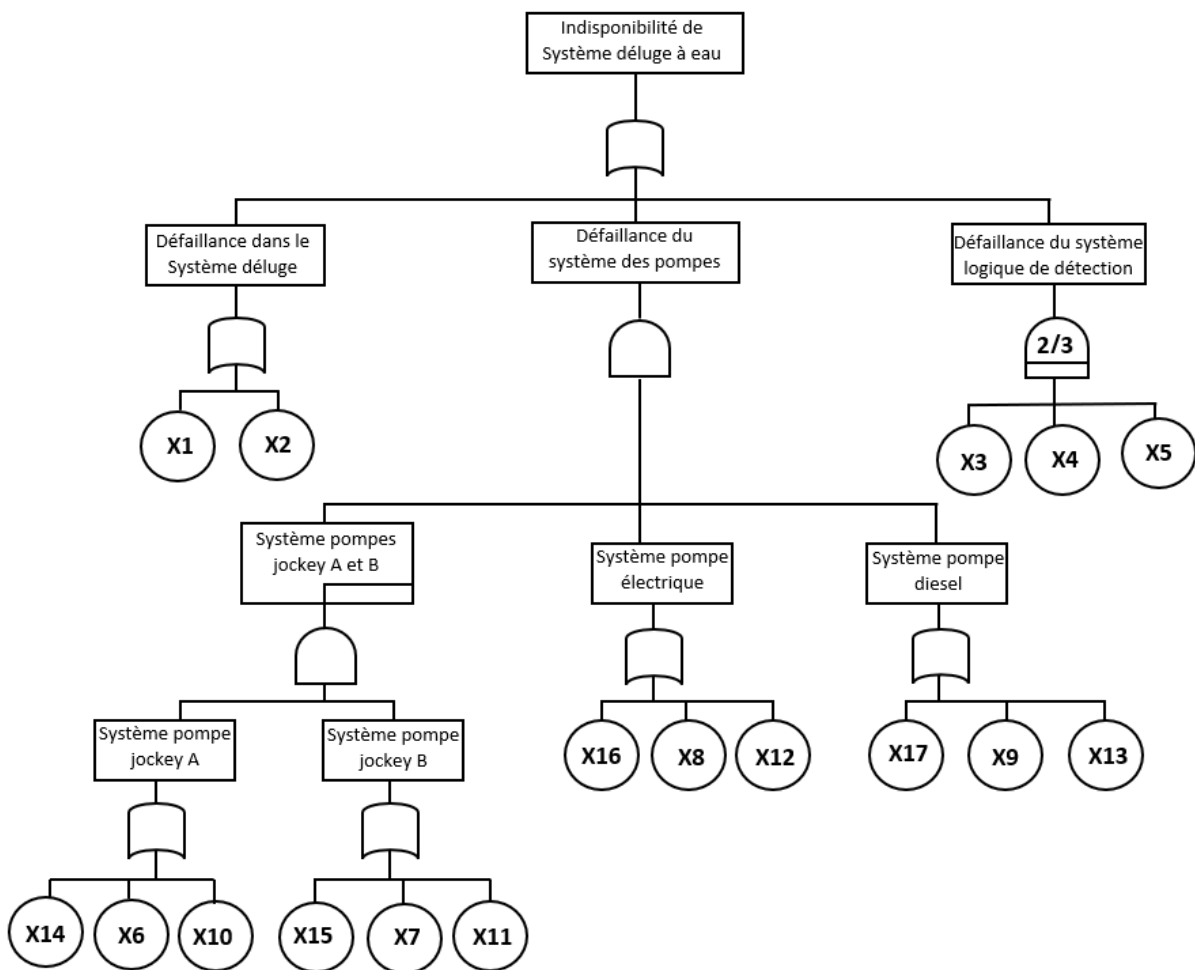 Indisponibilité de
Système déluge à eau
Défaillance dans le
Système déluge
Défaillance du
système des pompes
Défaillance du système
logique de détection
2/3
X1
X2
X3
X4
X5
Système pompes
jockey A et B
Système pompe
électrique
Système pompe
diesel
Système pompe
jockey A
Système pompe
jockey B
X16
X8
X12
X17
X9
X13
X14
X6
X10
X15
X7
X11